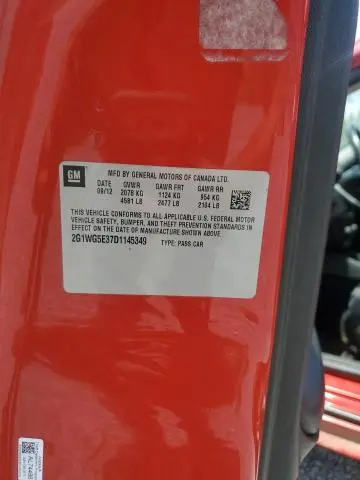 GM
MFD BY GENERAL MOTORS OF CANADA LTD.
DATE GVWR GAWR FRT GAWR RR
09/12 2078 KG 1124 KG 954 KG
4581 LB 2477 LB 2104 LB
THIS VEHICLE CONFORMS TO ALL APPLICABLE U.S. FEDERAL MOTOR
VEHICLE SAFETY, BUMPER, AND THEFT PREVENTION STANDARDS IN
EFFECT ON THE DATE OF MANUFACTURE SHOWN ABOVE.
2G1WG5E37D1145349 TYPE: PASS CAR